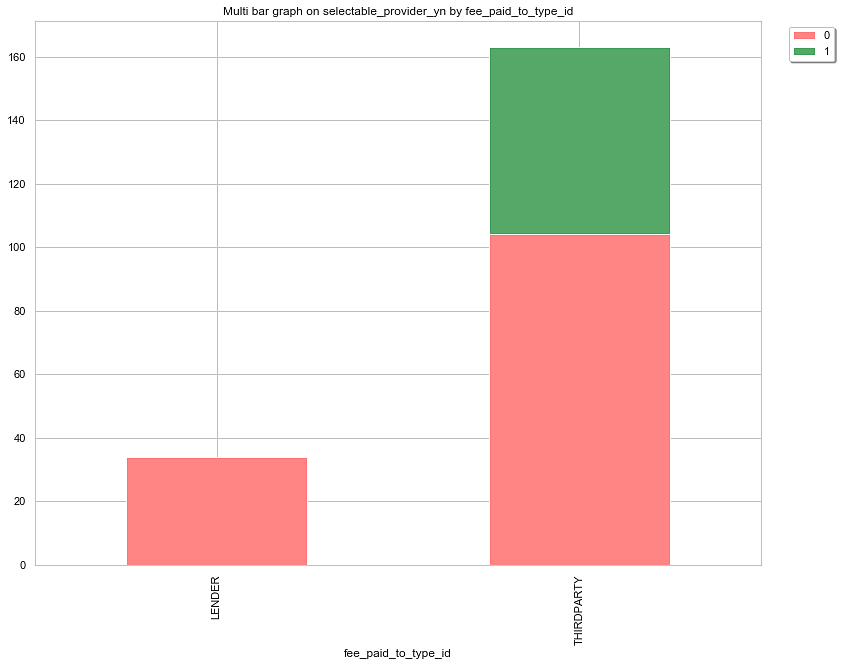 Multi bar graph on selectable_provider_yn by fee_paid_to_type_id
0
1
160
140
120
100
80
60
40
20
0
LENDER
THIRDPARTY
fee_paid_to_type_id